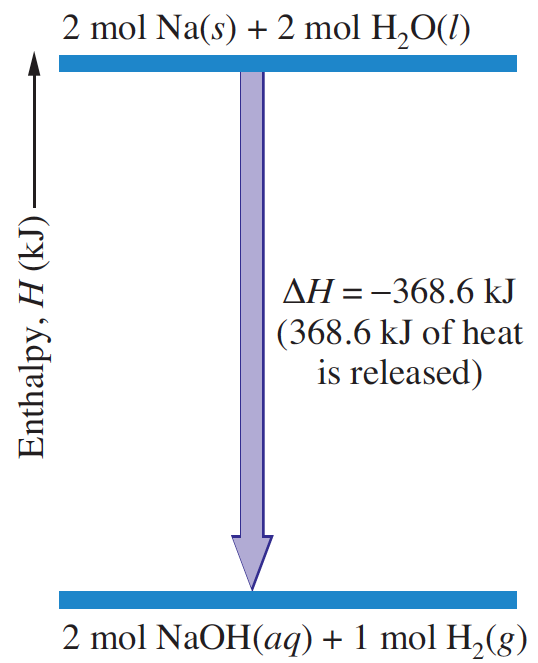 2 mol Na(s) + 2 mol H₂O(l)
Enthalpy, H (kJ)
ΔH = −368.6 kJ
(368.6 kJ of heat
is released)
2 mol NaOH(aq) + 1 mol H₂(g)